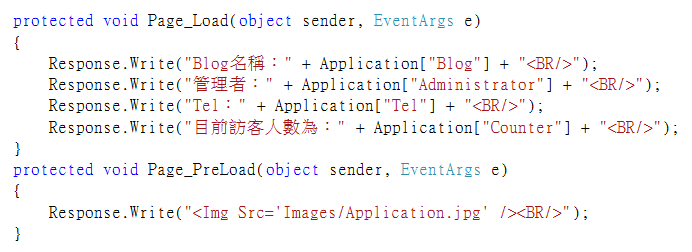 protected void Page_Load(object sender, EventArgs e)
{
    Response.Write("Blog名稱：" + Application["Blog"] + "<BR/>");
    Response.Write("管理者：" + Application["Administrator"] + "<BR/>");
    Response.Write("Tel：" + Application["Tel"] + "<BR/>");
    Response.Write("目前訪客人數為：" + Application["Counter"] + "<BR/>");
}
protected void Page_PreLoad(object sender, EventArgs e)
{
    Response.Write("<Img Src='Images/Application.jpg' /><BR/>");
}